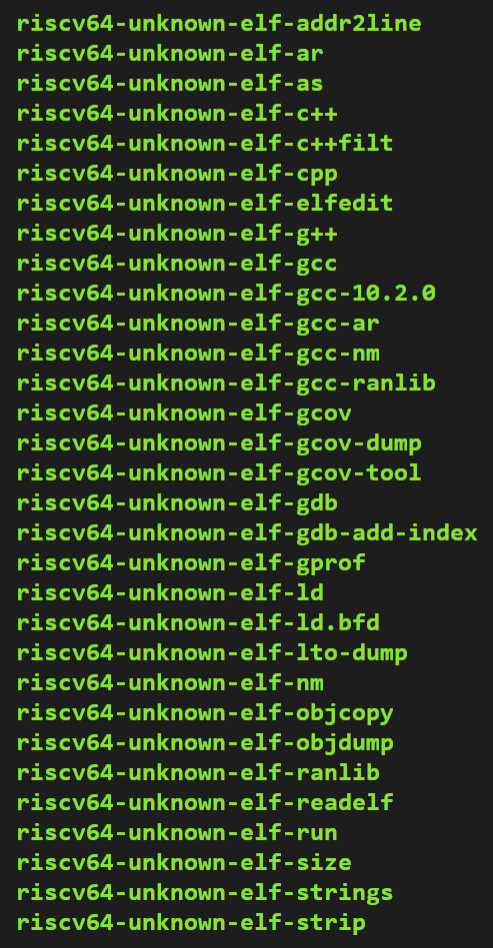 riscv64-unknown-elf-addr2line
riscv64-unknown-elf-ar
riscv64-unknown-elf-as
riscv64-unknown-elf-c++
riscv64-unknown-elf-c++filt
riscv64-unknown-elf-cpp
riscv64-unknown-elf-elfedit
riscv64-unknown-elf-g++
riscv64-unknown-elf-gcc
riscv64-unknown-elf-gcc-10.2.0
riscv64-unknown-elf-gcc-ar
riscv64-unknown-elf-gcc-nm
riscv64-unknown-elf-gcc-ranlib
riscv64-unknown-elf-gcov
riscv64-unknown-elf-gcov-dump
riscv64-unknown-elf-gcov-tool
riscv64-unknown-elf-gdb
riscv64-unknown-elf-gdb-add-index
riscv64-unknown-elf-gprof
riscv64-unknown-elf-ld
riscv64-unknown-elf-ld.bfd
riscv64-unknown-elf-lto-dump
riscv64-unknown-elf-nm
riscv64-unknown-elf-objcopy
riscv64-unknown-elf-objdump
riscv64-unknown-elf-ranlib
riscv64-unknown-elf-readelf
riscv64-unknown-elf-run
riscv64-unknown-elf-size
riscv64-unknown-elf-strings
riscv64-unknown-elf-strip